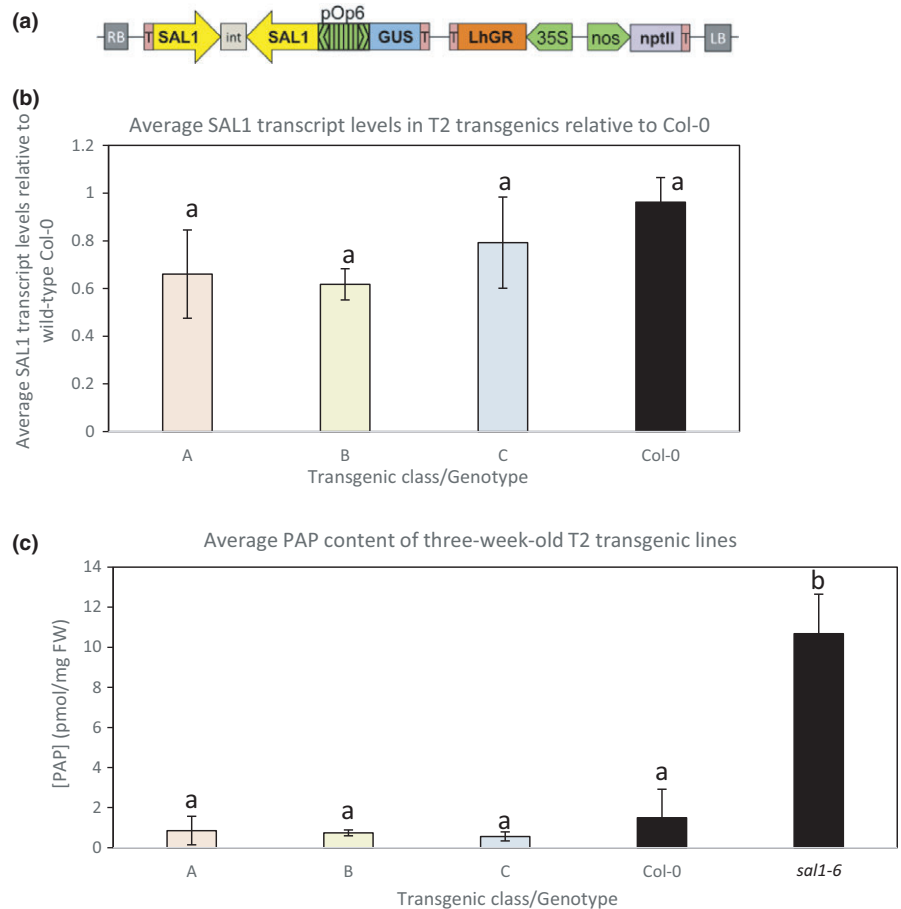 (a)
pOp6
RB T SAL1 int SAL1 GUS T T LhGR 35S nos nptII T LB
(b)
Average SAL1 transcript levels in T2 transgenics relative to Col-0
Average SAL1 transcript levels relative to
wild-type Col-0
1.2
1
0.8
0.6
0.4
0.2
0
a
a
a
a
A B C Col-0
Transgenic class/Genotype
(c)
Average PAP content of three-week-old T2 transgenic lines
[PAP] (pmol/mg FW)
14
12
10
8
6
4
2
0
a
a
a
a
b
A B C Col-0 sal1-6
Transgenic class/Genotype